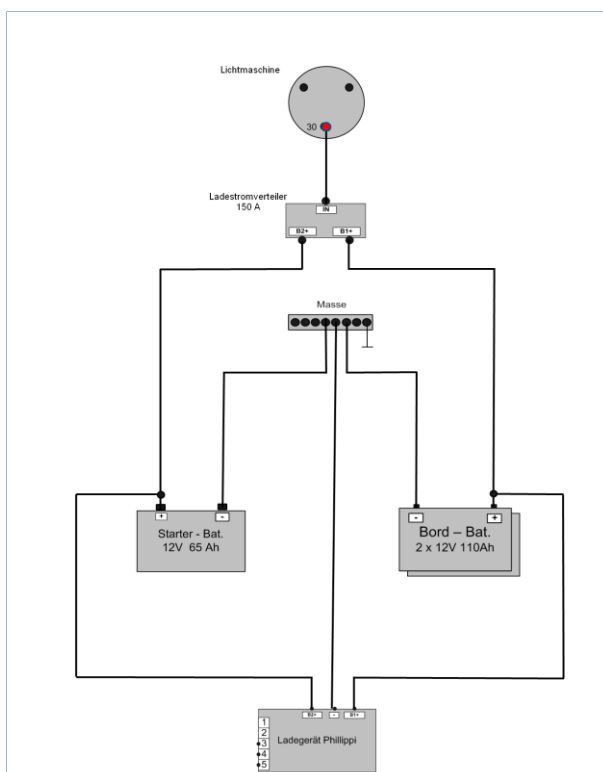 Lichtmaschine
30
Ladestromverteiler
150 A
IN
B2+
B1+
Masse
+
-
Starter - Bat.
12V 65 Ah
-
+
Bord – Bat.
2 x 12V 110Ah
B2+
-
B1+
1
2
3
4
5
Ladegerät Phillippi